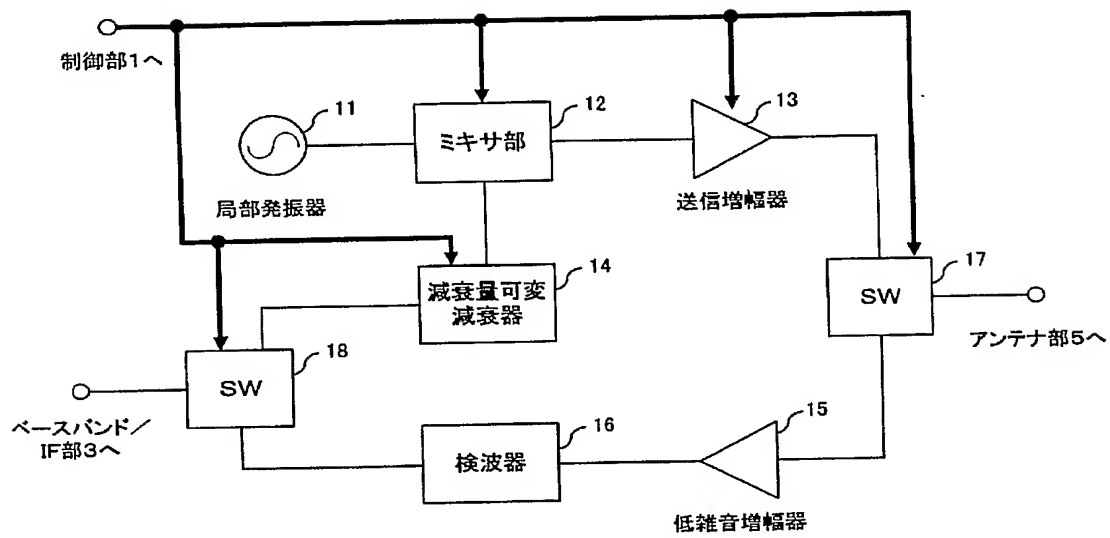 制御部1へ
11
局部発振器
12
ミキサ部
13
送信増幅器
14
減衰量可変
減衰器
17
SW
アンテナ部5へ
18
SW
ベースバンド／
IF部3へ
16
検波器
15
低雑音増幅器